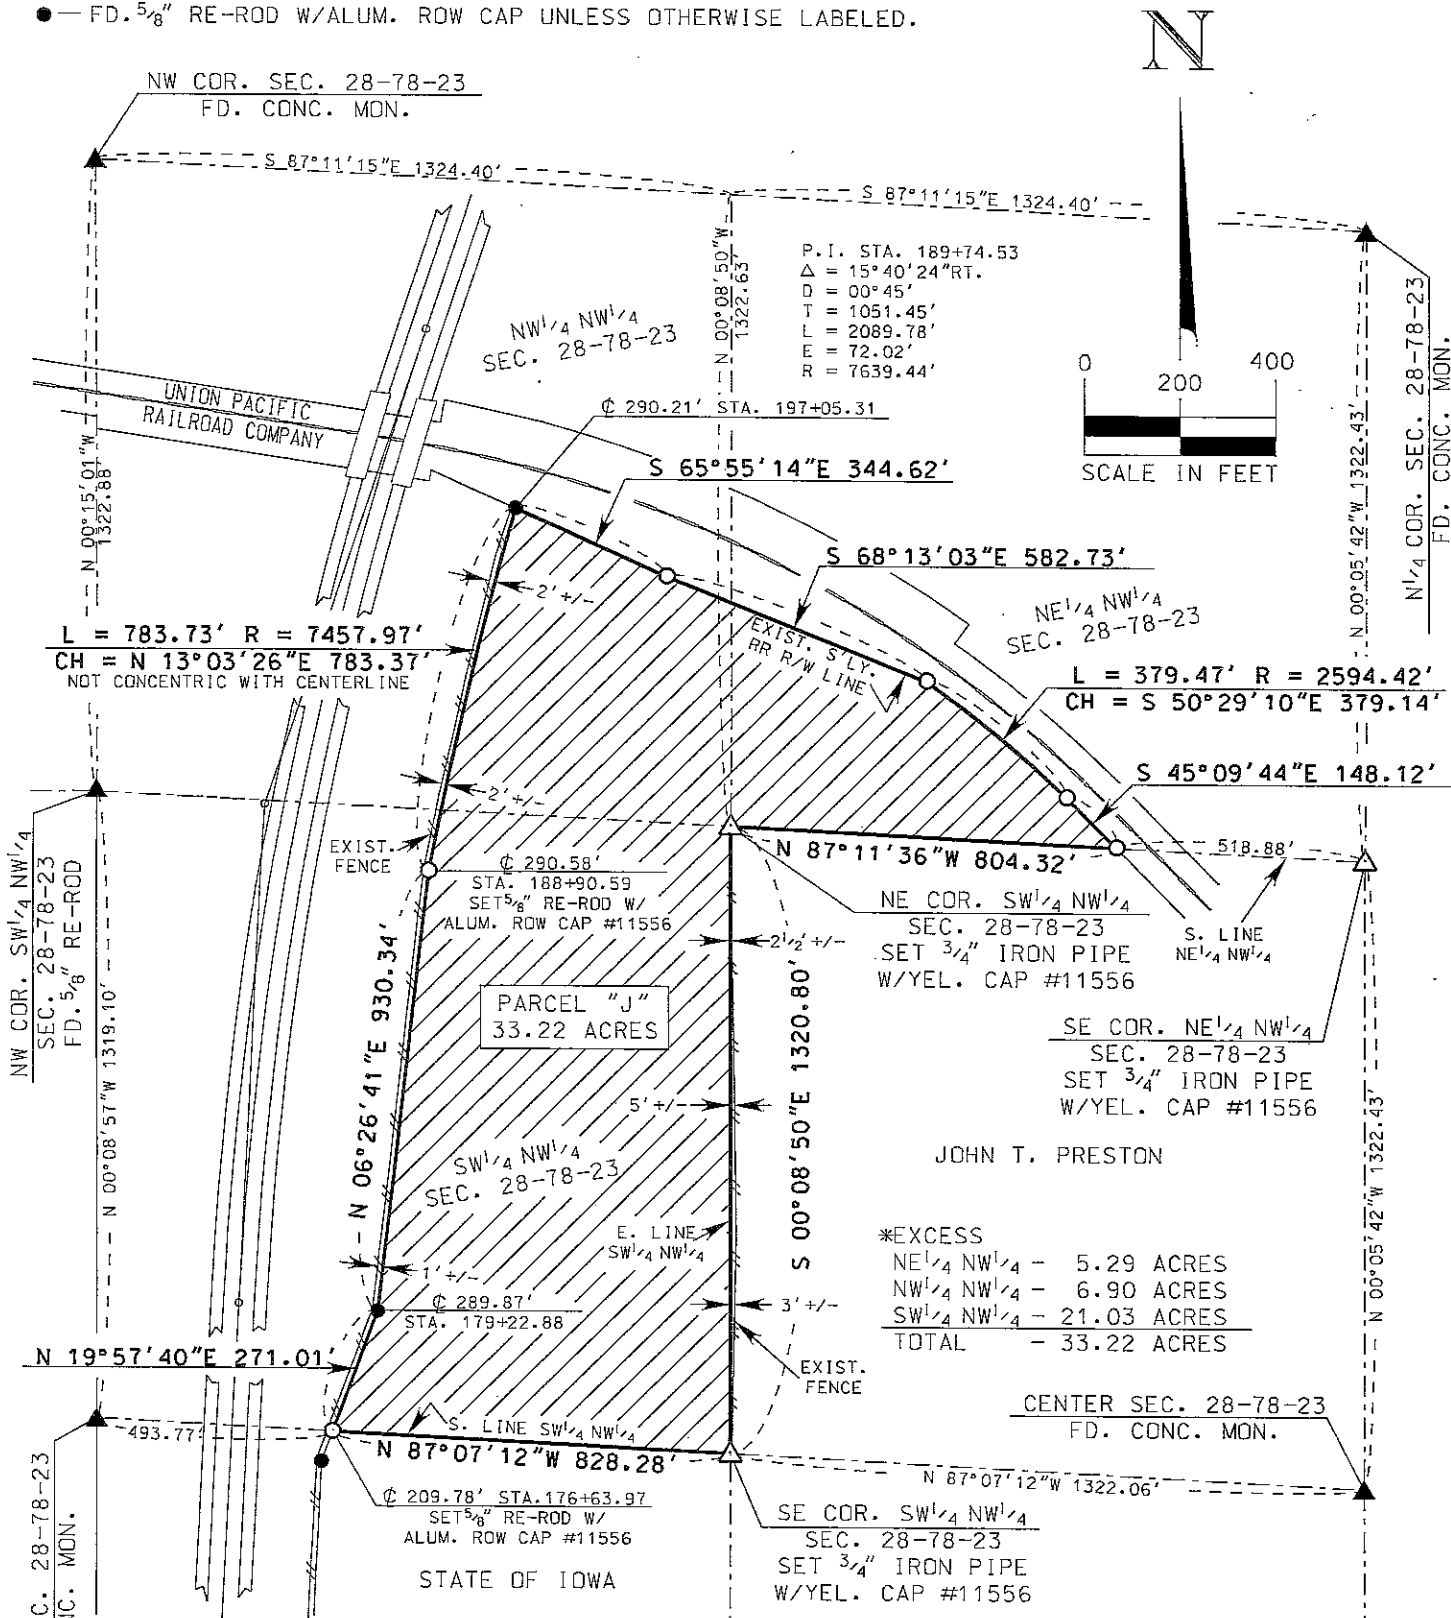 ● — FD. 5/8" RE-ROD W/ALUM. ROW CAP UNLESS OTHERWISE LABELED.
N
NW COR. SEC. 28-78-23
FD. CONC. MON.
S 87°11'15"E 1324.40'
S 87°11'15"E 1324.40'
P.I. STA. 189+74.53
Δ = 15°40'24"RT.
D = 00°45'
T = 1051.45'
L = 2089.78'
E = 72.02'
R = 7639.44'
N 00°08'50"W
1322.63'
NW1/4 NW1/4
SEC. 28-78-23
0 400
200
SCALE IN FEET
N1/4 COR. SEC. 28-78-23
FD. CONC. MON.
N 00°05'42"W 1322.43'
UNION PACIFIC
RAILROAD COMPANY
℄ 290.21' STA. 197+05.31
S 65°55'14"E 344.62'
N 00°15'01"W
1322.88'
S 68°13'03"E 582.73'
2' +/-
NE1/4 NW1/4
SEC. 28-78-23
EXIST. S'LY.
RR R/W LINE
L = 783.73' R = 7457.97'
CH = N 13°03'26"E 783.37'
NOT CONCENTRIC WITH CENTERLINE
L = 379.47' R = 2594.42'
CH = S 50°29'10"E 379.14'
S 45°09'44"E 148.12'
2' +/-
NW COR. SW1/4 NW1/4
SEC. 28-78-23
FD. 5/8" RE-ROD
EXIST.
FENCE
℄ 290.58'
STA. 188+90.59
SET 5/8" RE-ROD W/
ALUM. ROW CAP #11556
N 87°11'36"W 804.32'
518.88'
NE COR. SW1/4 NW1/4
SEC. 28-78-23
SET 3/4" IRON PIPE
W/YEL. CAP #11556
S. LINE
NE1/4 NW1/4
2 1/2' +/-
PARCEL "J"
33.22 ACRES
N 06°26'41"E 930.34'
N 00°08'57"W 1319.10'
S 00°08'50"E 1320.80'
SE COR. NE1/4 NW1/4
SEC. 28-78-23
SET 3/4" IRON PIPE
W/YEL. CAP #11556
5' +/-
JOHN T. PRESTON
SW1/4 NW1/4
SEC. 28-78-23
E. LINE
SW1/4 NW1/4
N 00°05'42"W 1322.43'
*EXCESS
NE1/4 NW1/4 - 5.29 ACRES
NW1/4 NW1/4 - 6.90 ACRES
SW1/4 NW1/4 - 21.03 ACRES
TOTAL - 33.22 ACRES
1' +/-
℄ 289.87'
STA. 179+22.88
3' +/-
N 19°57'40"E 271.01'
EXIST.
FENCE
CENTER SEC. 28-78-23
FD. CONC. MON.
493.77'
S. LINE SW1/4 NW1/4
N 87°07'12"W 828.28'
N 87°07'12"W 1322.06'
℄ 209.78' STA.176+63.97
SET 5/8" RE-ROD W/
ALUM. ROW CAP #11556
SE COR. SW1/4 NW1/4
SEC. 28-78-23
SET 3/4" IRON PIPE
W/YEL. CAP #11556
STATE OF IOWA
C. 28-78-23
NC. MON.